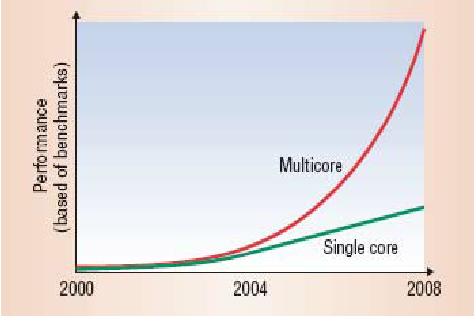 Performance
(based of benchmarks)
Multicore
Single core
2000
2004
2008